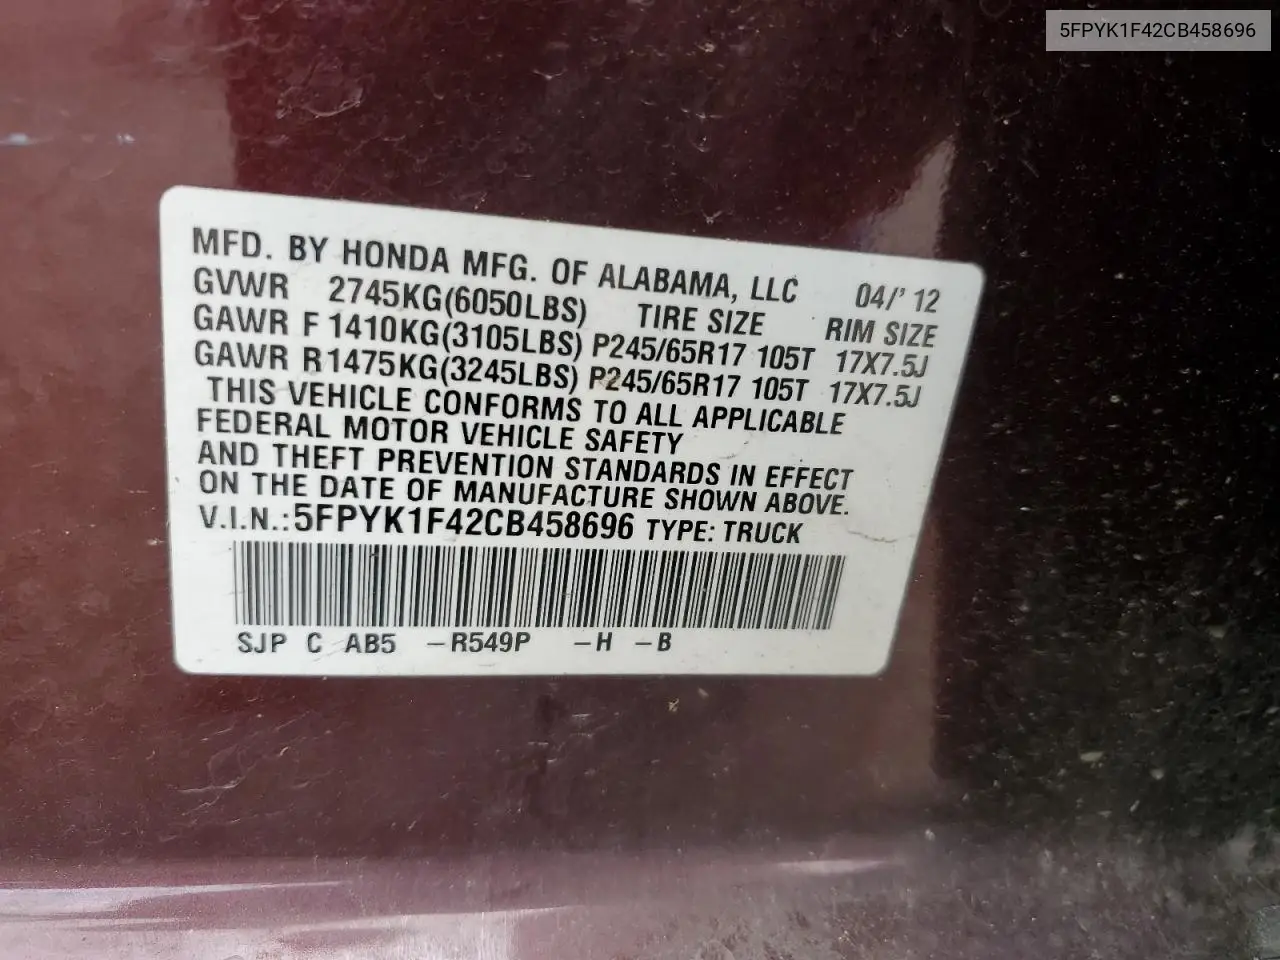 5FPYK1F42CB458696
MFD. BY HONDA MFG. OF ALABAMA, LLC 04/' 12
GVWR 2745KG(6050LBS) TIRE SIZE RIM SIZE
GAWR F 1410KG(3105LBS) P245/65R17 105T 17X7.5J
GAWR R 1475KG(3245LBS) P245/65R17 105T 17X7.5J
THIS VEHICLE CONFORMS TO ALL APPLICABLE
FEDERAL MOTOR VEHICLE SAFETY
AND THEFT PREVENTION STANDARDS IN EFFECT
ON THE DATE OF MANUFACTURE SHOWN ABOVE.
V.I.N.:5FPYK1F42CB458696 TYPE: TRUCK
SJP C AB5 –R549P –H –B